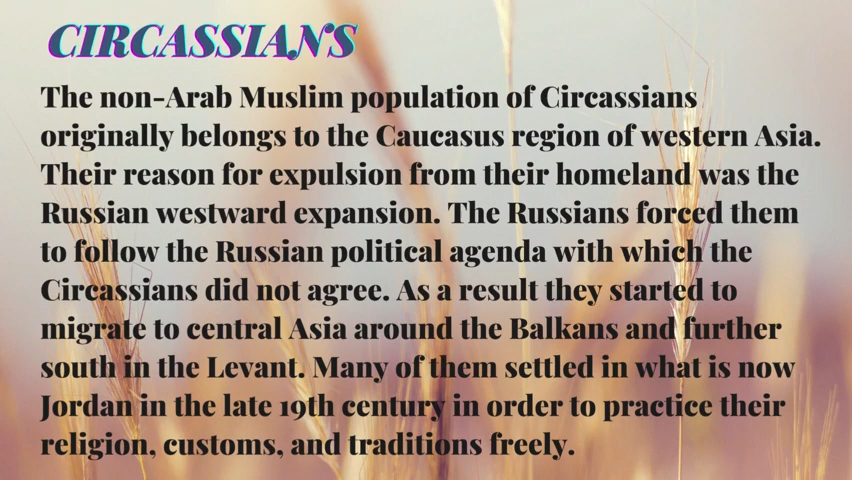 CIRCASSIANS
The non-Arab Muslim population of Circassians
originally belongs to the Caucasus region of western Asia.
Their reason for expulsion from their homeland was the
Russian westward expansion. The Russians forced them
to follow the Russian political agenda with which the
Circassians did not agree. As a result they started to
migrate to central Asia around the Balkans and further
south in the Levant. Many of them settled in what is now
Jordan in the late 19th century in order to practice their
religion, customs, and traditions freely.